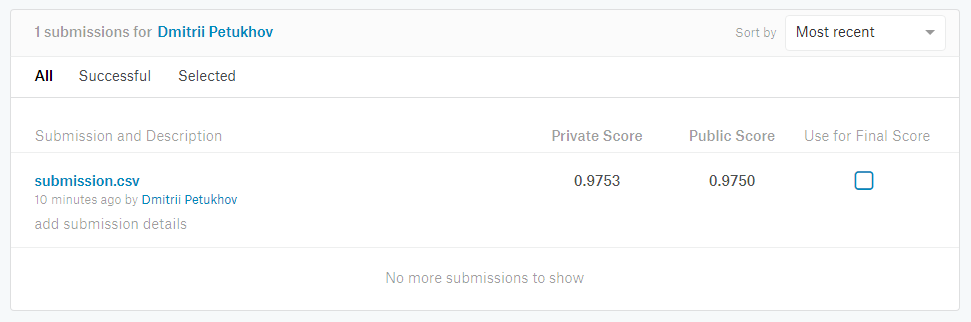 1 submissions for Dmitrii Petukhov
Sort by Most recent
All Successful Selected
Submission and Description Private Score Public Score Use for Final Score
submission.csv 0.9753 0.9750
10 minutes ago by Dmitrii Petukhov
add submission details
No more submissions to show